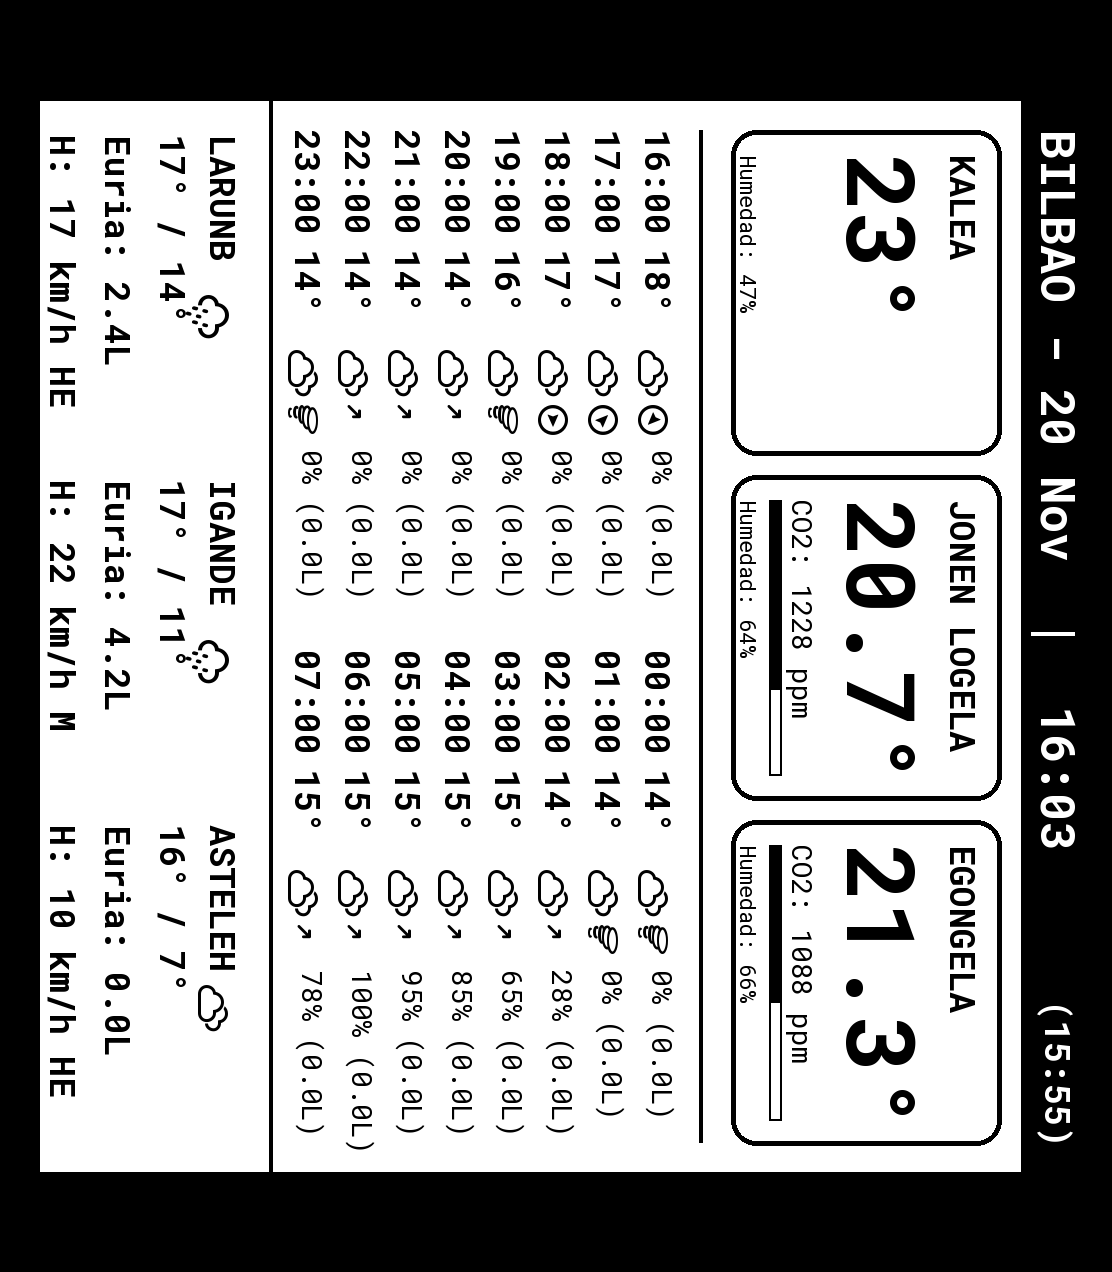 BILBAO - 20 Nov | 16:03 (15:55)
KALEA
23°
Humedad: 47%
JONEN LOGELA
20.7°
CO2: 1228 ppm
Humedad: 64%
EGONGELA
21.3°
CO2: 1088 ppm
Humedad: 66%
16:00 18° 0% (0.0L)
17:00 17° 0% (0.0L)
18:00 17° 0% (0.0L)
19:00 16° 0% (0.0L)
20:00 14° 0% (0.0L)
21:00 14° 0% (0.0L)
22:00 14° 0% (0.0L)
23:00 14° 0% (0.0L)
00:00 14° 0% (0.0L)
01:00 14° 0% (0.0L)
02:00 14° 28% (0.0L)
03:00 15° 65% (0.0L)
04:00 15° 85% (0.0L)
05:00 15° 95% (0.0L)
06:00 15° 100% (0.0L)
07:00 15° 78% (0.0L)
LARUNB
17° / 14°
Euria: 2.4L
H: 17 km/h HE
IGANDE
17° / 11°
Euria: 4.2L
H: 22 km/h M
ASTELEH
16° / 7°
Euria: 0.0L
H: 10 km/h HE